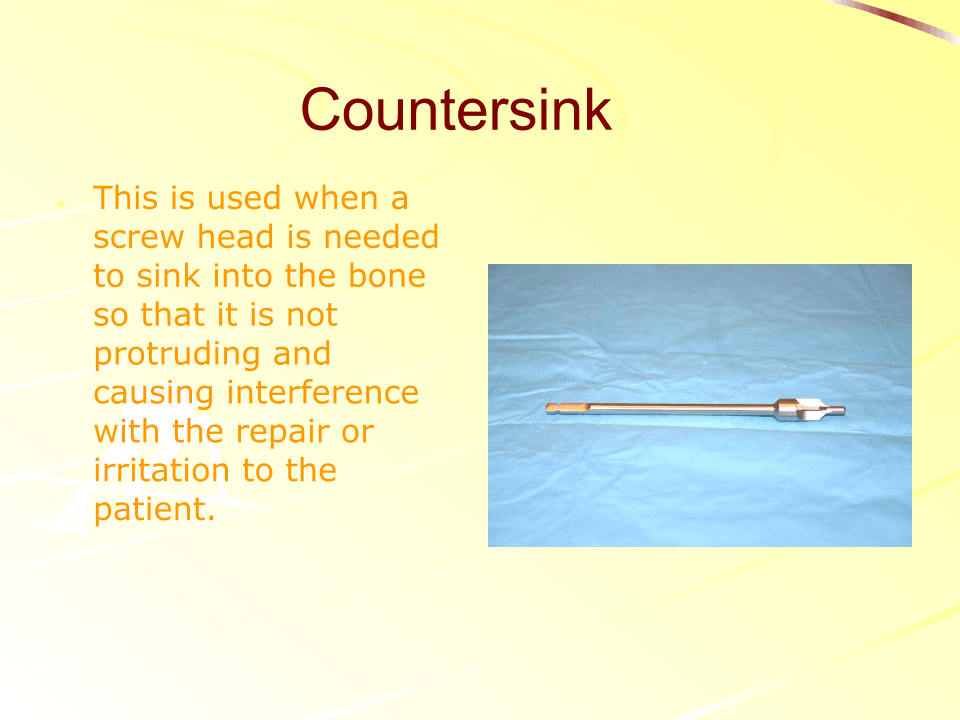 Countersink
This is used when a
screw head is needed
to sink into the bone
so that it is not
protruding and
causing interference
with the repair or
irritation to the
patient.